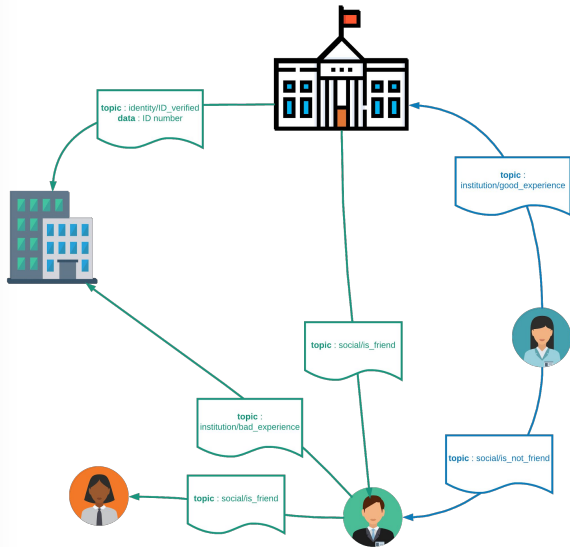 topic : identity/ID_verified
data : ID number
topic :
institution/good_experience
topic : social/is_friend
topic :
institution/bad_experience
topic : social/is_not_friend
topic : social/is_friend